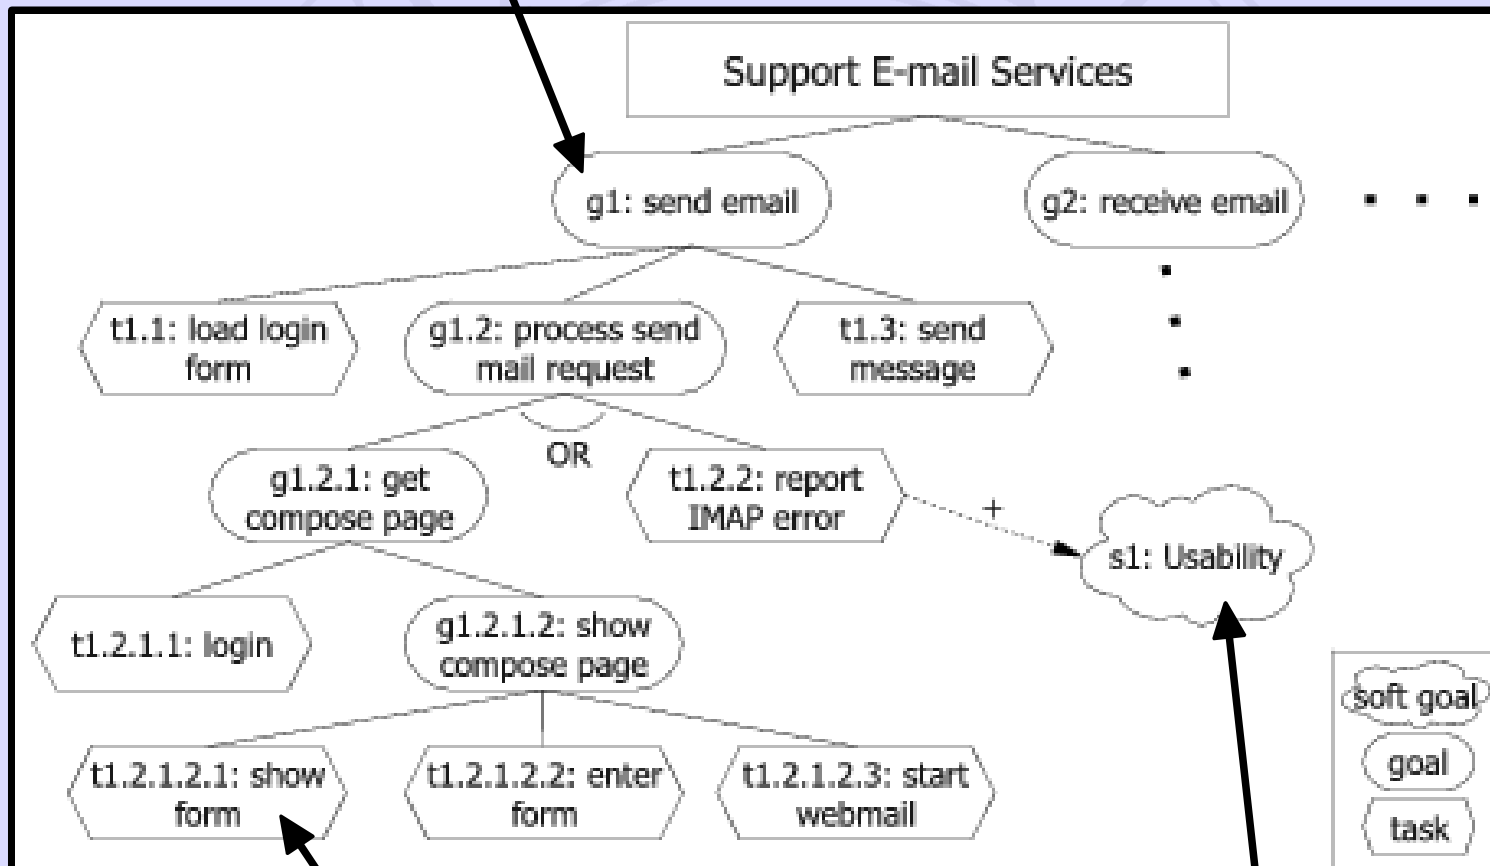 Support E-mail Services
g1: send email
g2: receive email
t1.1: load login
form
g1.2: process send
mail request
t1.3: send
message
OR
g1.2.1: get
compose page
t1.2.2: report
IMAP error
+
s1: Usability
t1.2.1.1: login
g1.2.1.2: show
compose page
t1.2.1.2.1: show
form
t1.2.1.2.2: enter
form
t1.2.1.2.3: start
webmail
soft goal
goal
task